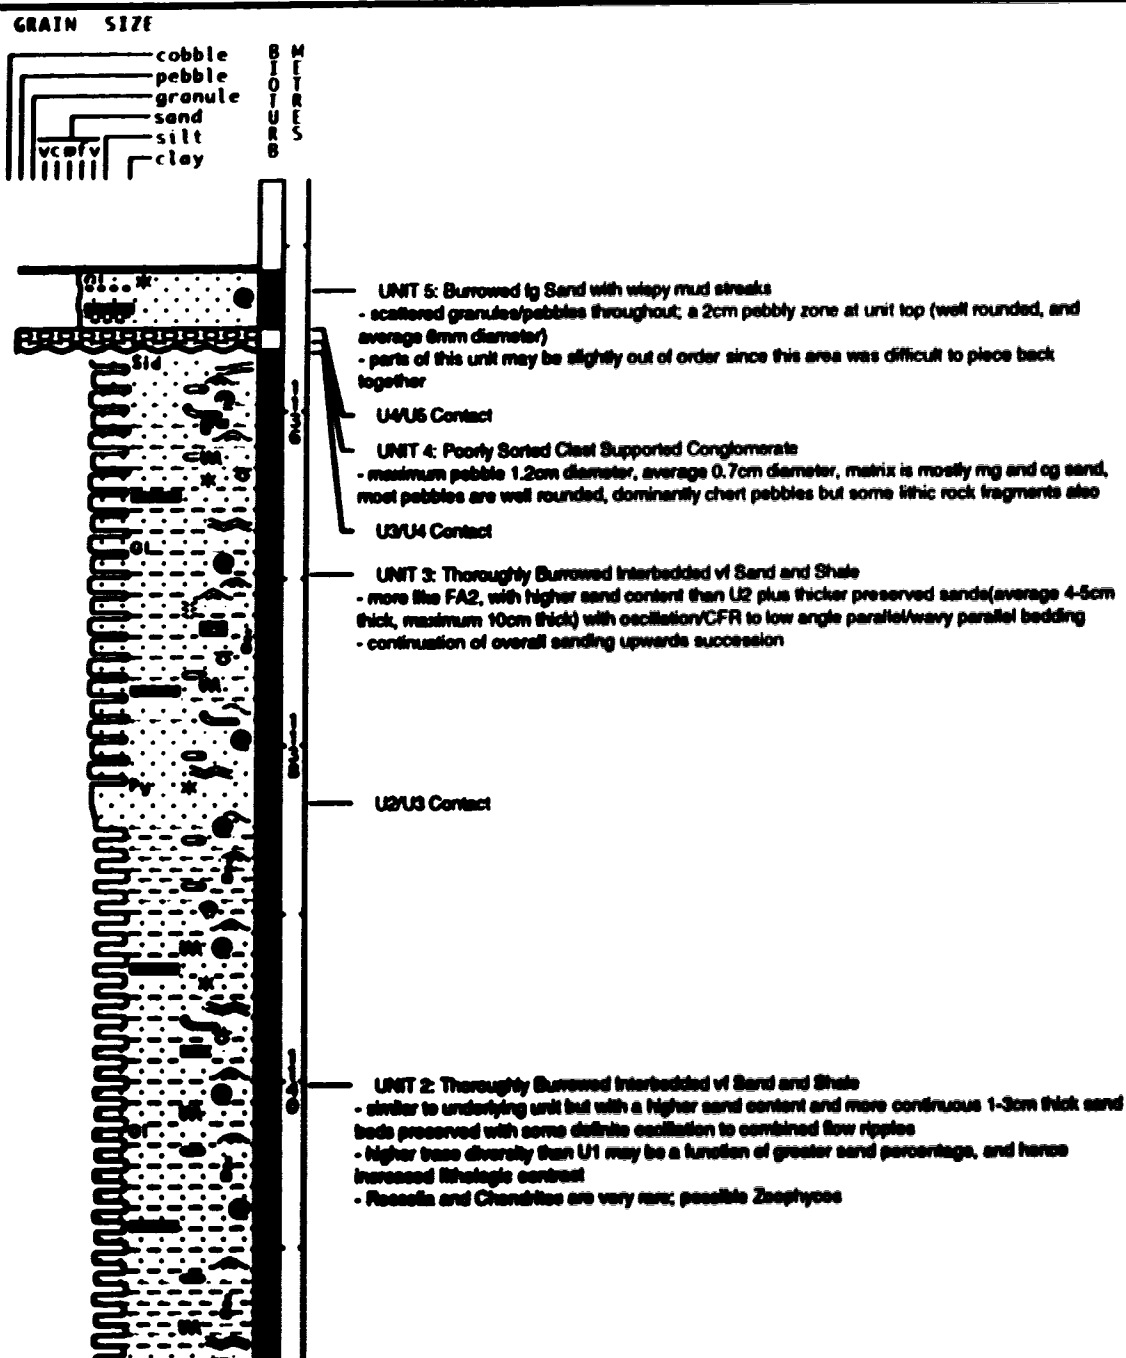 GRAIN SIZE
cobble
pebble
granule
sand
silt
clay
vcmfv
BIOTURB
METRES
UNIT 5: Burrowed fg Sand with wispy mud streaks
- scattered granules/pebbles throughout; a 2cm pebbly zone at unit top (well rounded, and
average 6mm diameter)
- parts of this unit may be slightly out of order since this area was difficult to piece back
together
U4/U5 Contact
UNIT 4: Poorly Sorted Clast Supported Conglomerate
- maximum pebble 1.2cm diameter, average 0.7cm diameter, matrix is mostly mg and cg sand,
most pebbles are well rounded, dominantly chert pebbles but some lithic rock fragments also
U3/U4 Contact
UNIT 3: Thoroughly Burrowed Interbedded vf Sand and Shale
- more like FA2, with higher sand content than U2 plus thicker preserved sands(average 4-5cm
thick, maximum 10cm thick) with oscillation/CFR to low angle parallel/wavy parallel bedding
- continuation of overall sanding upwards succession
U2/U3 Contact
UNIT 2: Thoroughly Burrowed Interbedded vf Sand and Shale
- similar to underlying unit but with a higher sand content and more continuous 1-3cm thick sand
beds preserved with some definite oscillation to combined flow ripples
- higher trace diversity than U1 may be a function of greater sand percentage, and hence
increased lithologic contrast
- Rosselia and Chondrites are very rare; possible Zoophycos
Gl
Sid
Gl
Py
Gl